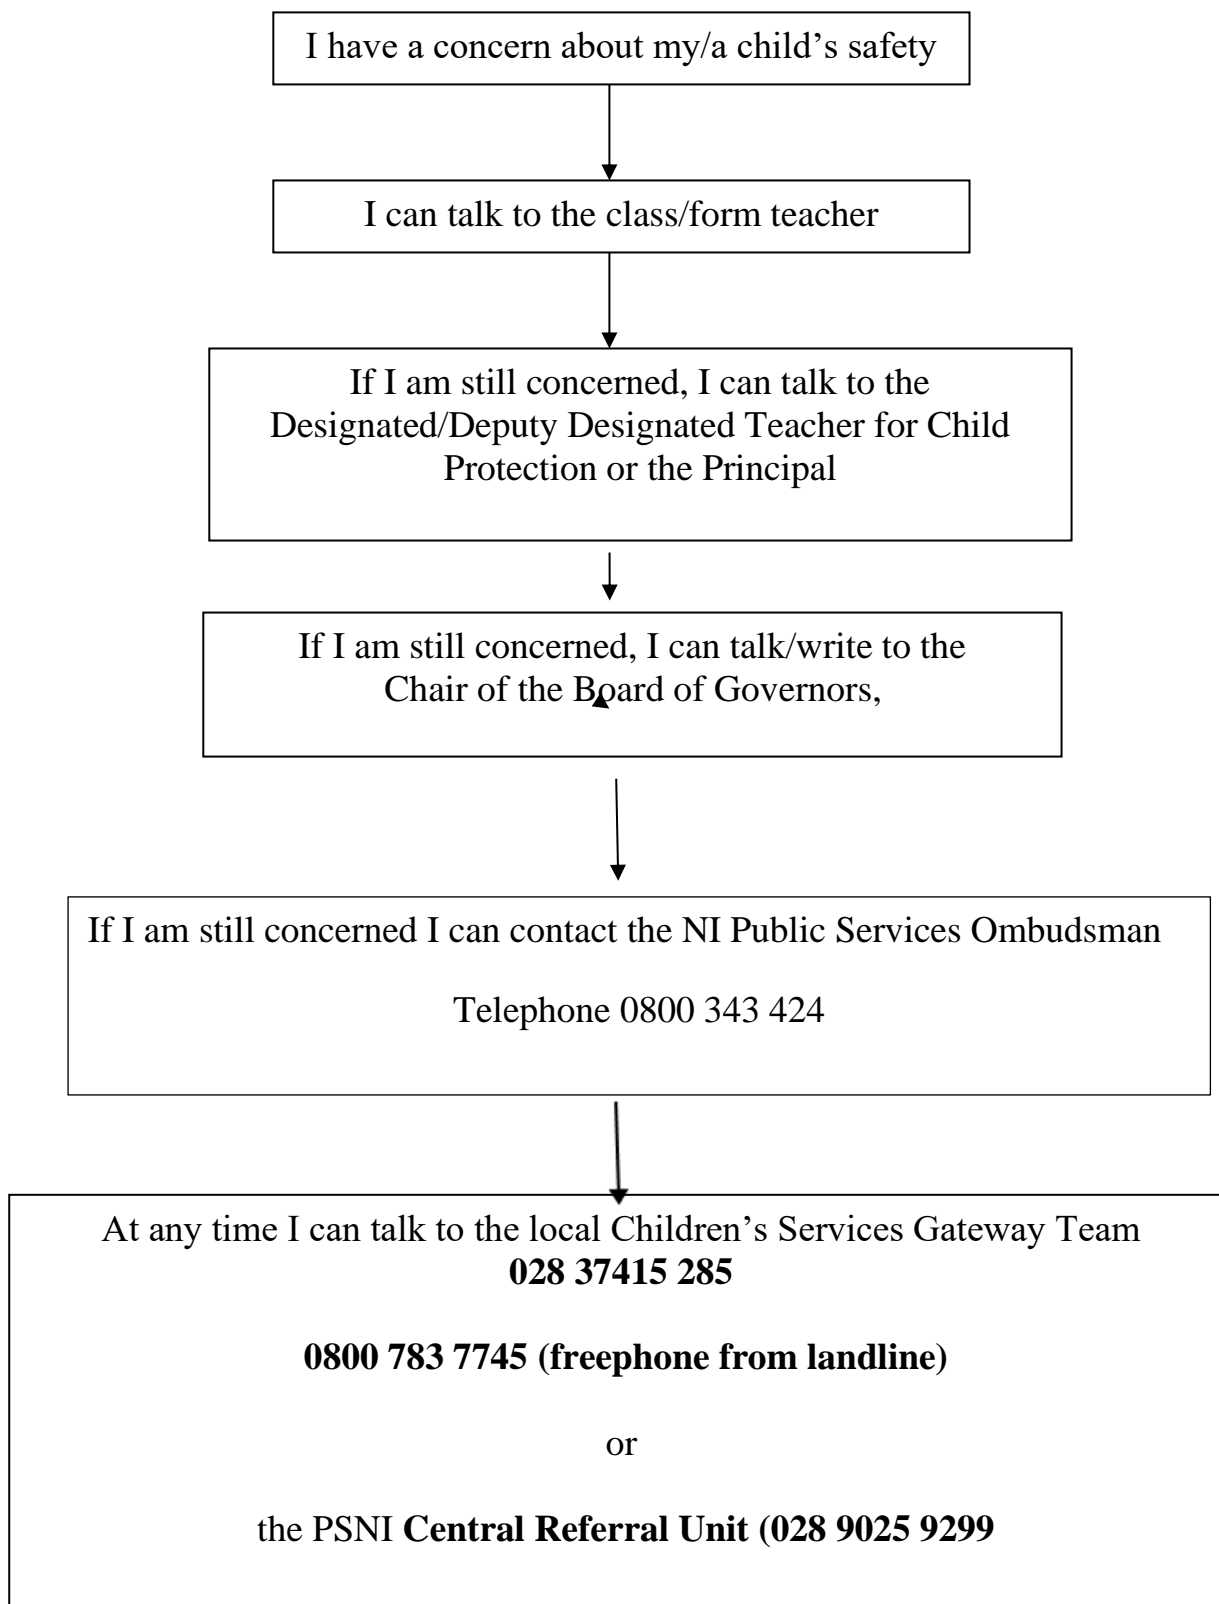 I have a concern about my/a child’s safety
I can talk to the class/form teacher
If I am still concerned, I can talk to the
Designated/Deputy Designated Teacher for Child
Protection or the Principal
If I am still concerned, I can talk/write to the
Chair of the Board of Governors,
If I am still concerned I can contact the NI Public Services Ombudsman
Telephone 0800 343 424
At any time I can talk to the local Children’s Services Gateway Team
028 37415 285
0800 783 7745 (freephone from landline)
or
the PSNI Central Referral Unit (028 9025 9299